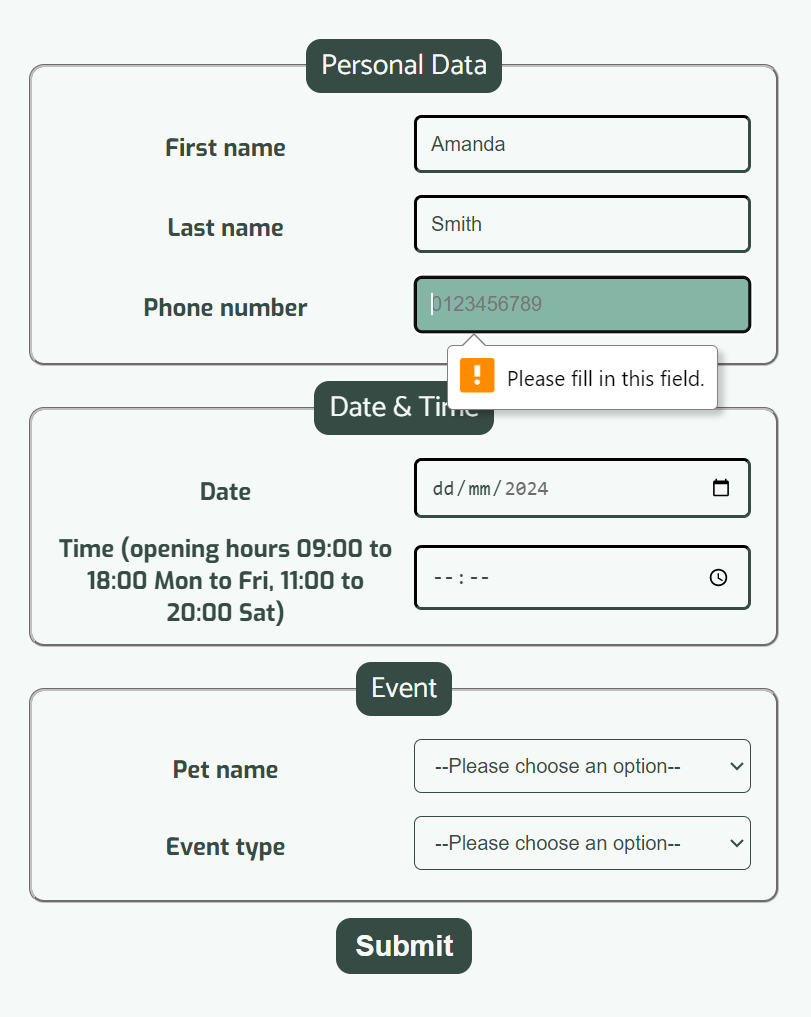 Personal Data
First name
Amanda
Last name
Smith
Phone number
0123456789
Please fill in this field.
Date & Time
Date
dd/mm/2024
Time (opening hours 09:00 to
18:00 Mon to Fri, 11:00 to
20:00 Sat)
--:--
Event
Pet name
--Please choose an option--
Event type
--Please choose an option--
Submit